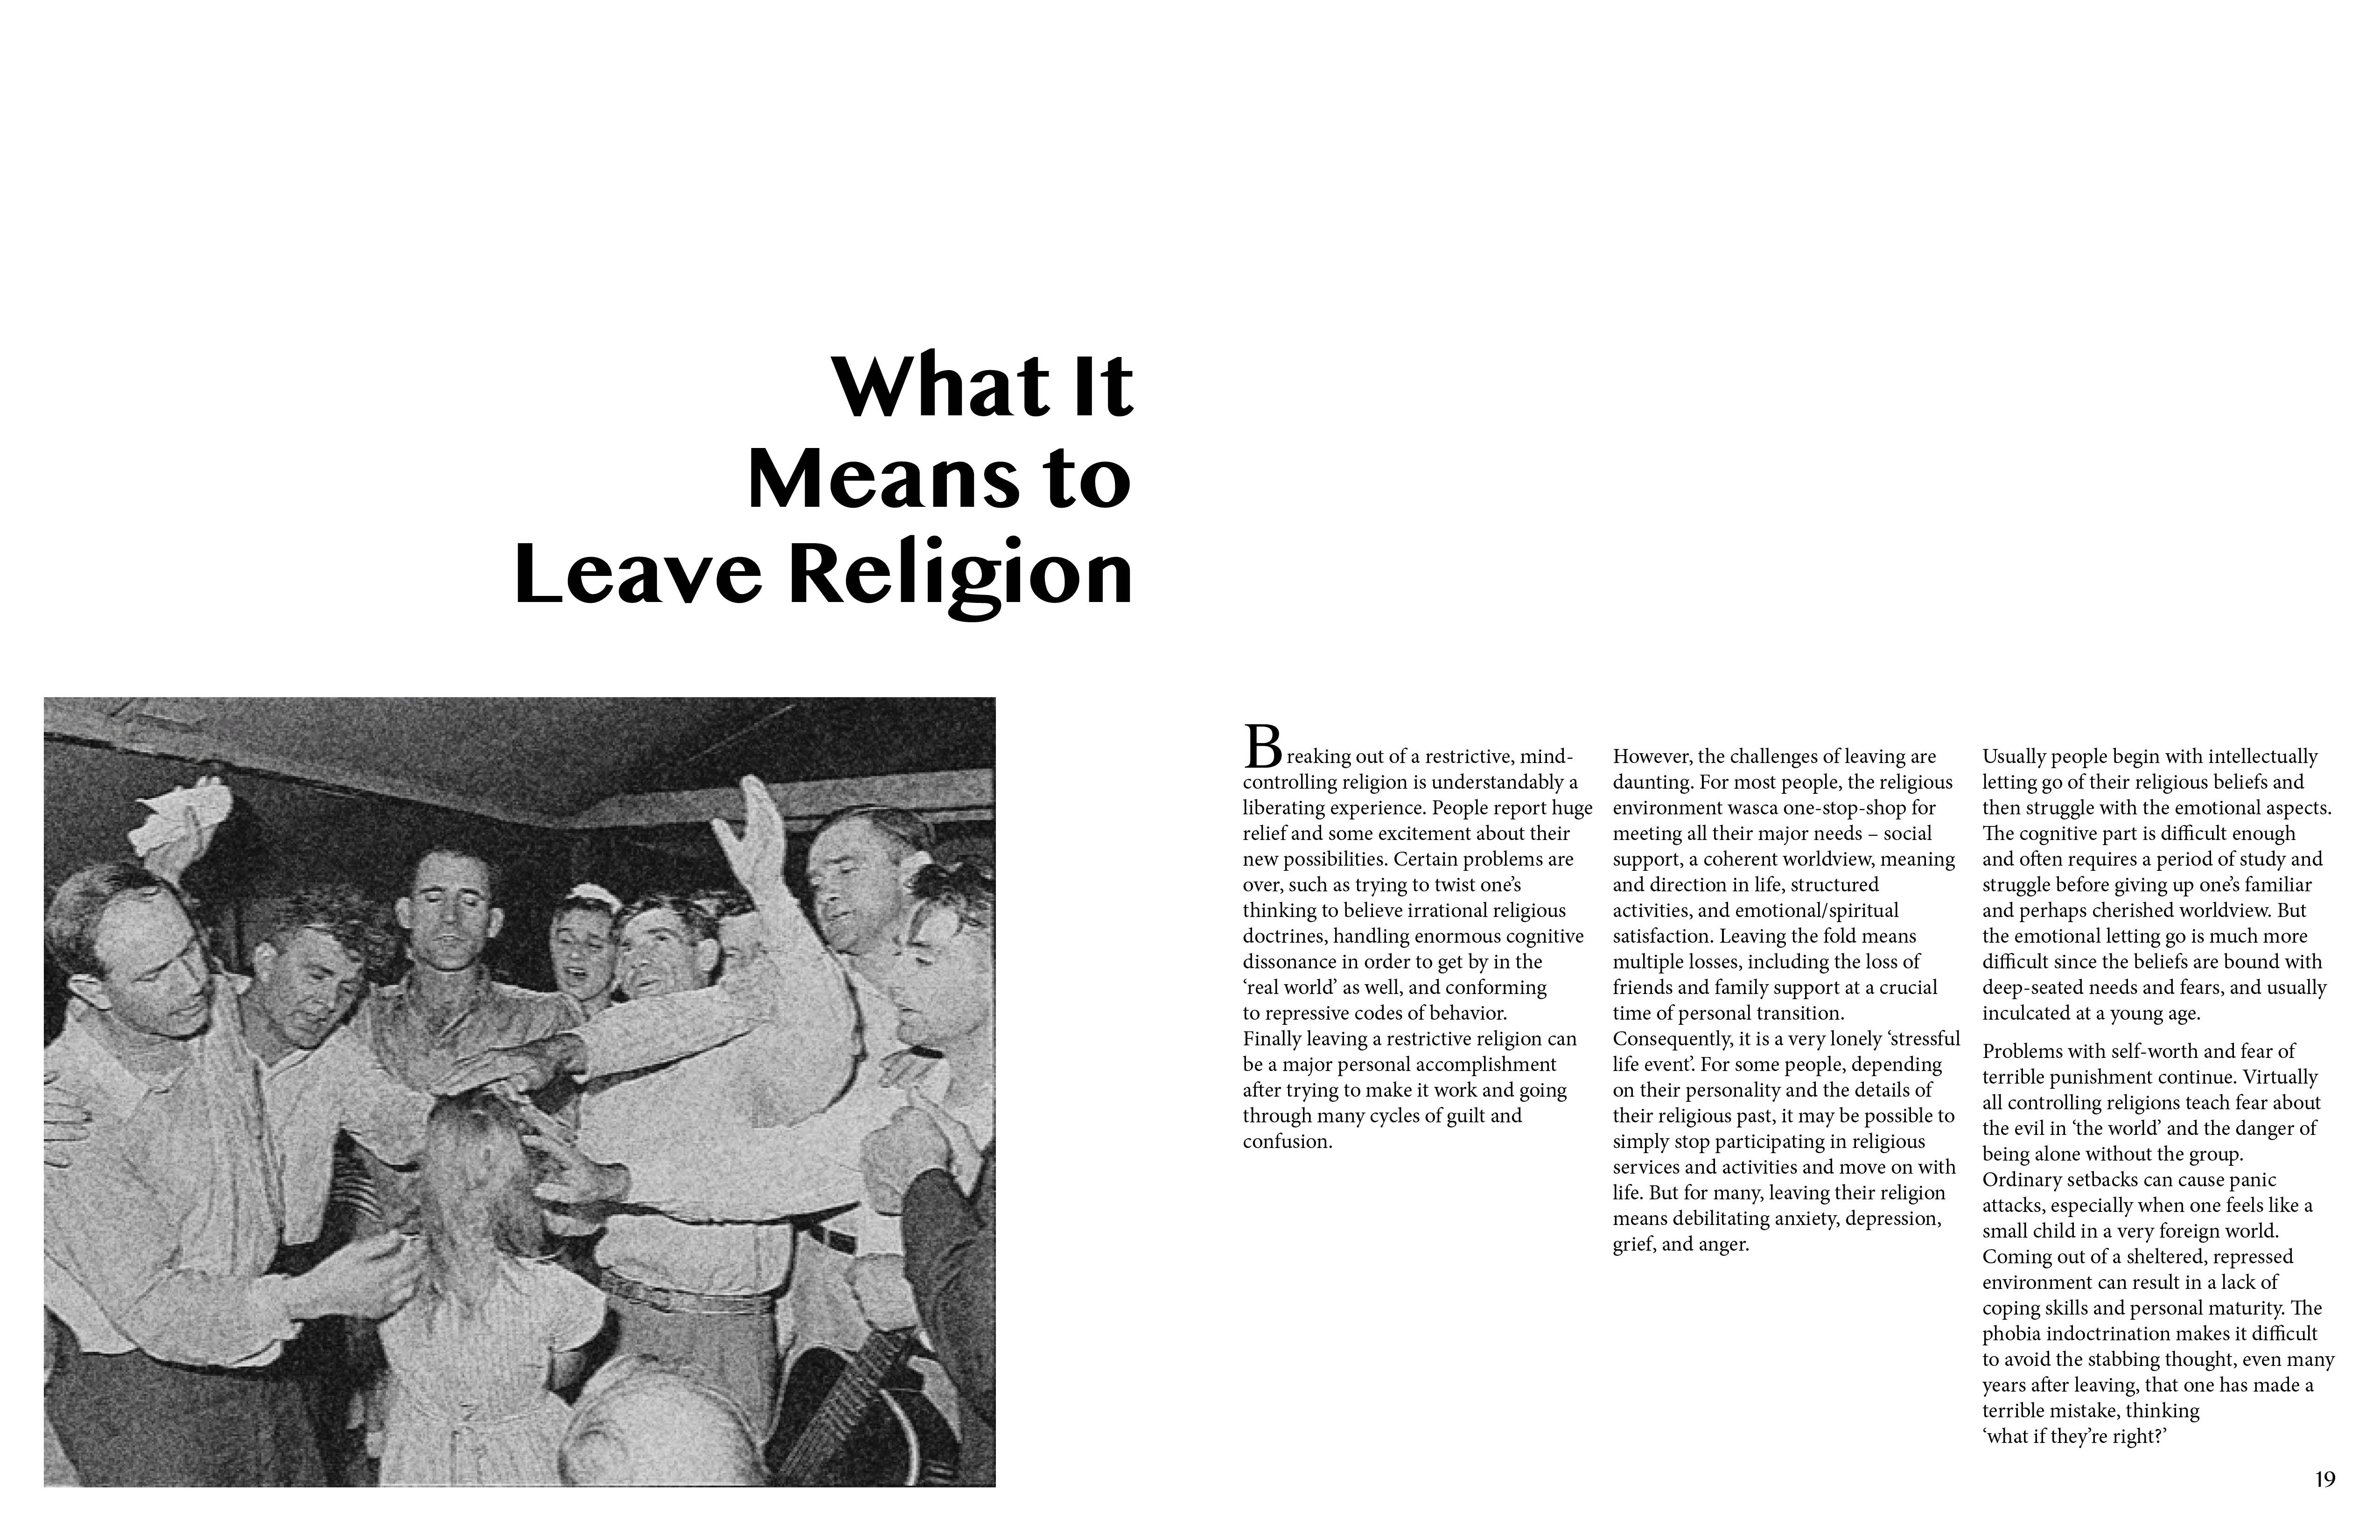 What It
Means to
Leave Religion
Breaking out of a restrictive, mind-
controlling religion is understandably a
liberating experience. People report huge
relief and some excitement about their
new possibilities. Certain problems are
over, such as trying to twist one’s
thinking to believe irrational religious
doctrines, handling enormous cognitive
dissonance in order to get by in the
‘real world’ as well, and conforming
to repressive codes of behavior.
Finally leaving a restrictive religion can
be a major personal accomplishment
after trying to make it work and going
through many cycles of guilt and
confusion.
However, the challenges of leaving are
daunting. For most people, the religious
environment wasca one-stop-shop for
meeting all their major needs – social
support, a coherent worldview, meaning
and direction in life, structured
activities, and emotional/spiritual
satisfaction. Leaving the fold means
multiple losses, including the loss of
friends and family support at a crucial
time of personal transition.
Consequently, it is a very lonely ‘stressful
life event’. For some people, depending
on their personality and the details of
their religious past, it may be possible to
simply stop participating in religious
services and activities and move on with
life. But for many, leaving their religion
means debilitating anxiety, depression,
grief, and anger.
Usually people begin with intellectually
letting go of their religious beliefs and
then struggle with the emotional aspects.
The cognitive part is difficult enough
and often requires a period of study and
struggle before giving up one’s familiar
and perhaps cherished worldview. But
the emotional letting go is much more
difficult since the beliefs are bound with
deep-seated needs and fears, and usually
inculcated at a young age.
Problems with self-worth and fear of
terrible punishment continue. Virtually
all controlling religions teach fear about
the evil in ‘the world’ and the danger of
being alone without the group.
Ordinary setbacks can cause panic
attacks, especially when one feels like a
small child in a very foreign world.
Coming out of a sheltered, repressed
environment can result in a lack of
coping skills and personal maturity. The
phobia indoctrination makes it difficult
to avoid the stabbing thought, even many
years after leaving, that one has made a
terrible mistake, thinking
‘what if they’re right?’
19